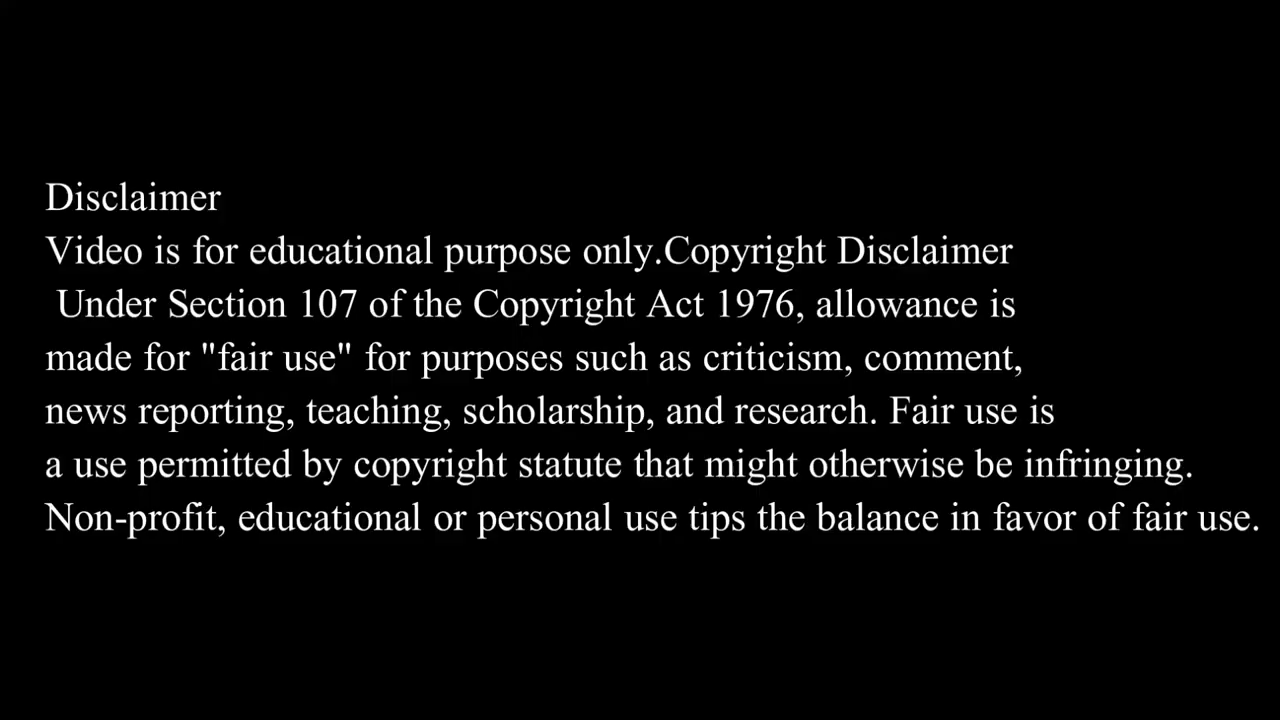 Disclaimer
Video is for educational purpose only.Copyright Disclaimer
Under Section 107 of the Copyright Act 1976, allowance is
made for "fair use" for purposes such as criticism, comment,
news reporting, teaching, scholarship, and research. Fair use is
a use permitted by copyright statute that might otherwise be infringing.
Non-profit, educational or personal use tips the balance in favor of fair use.